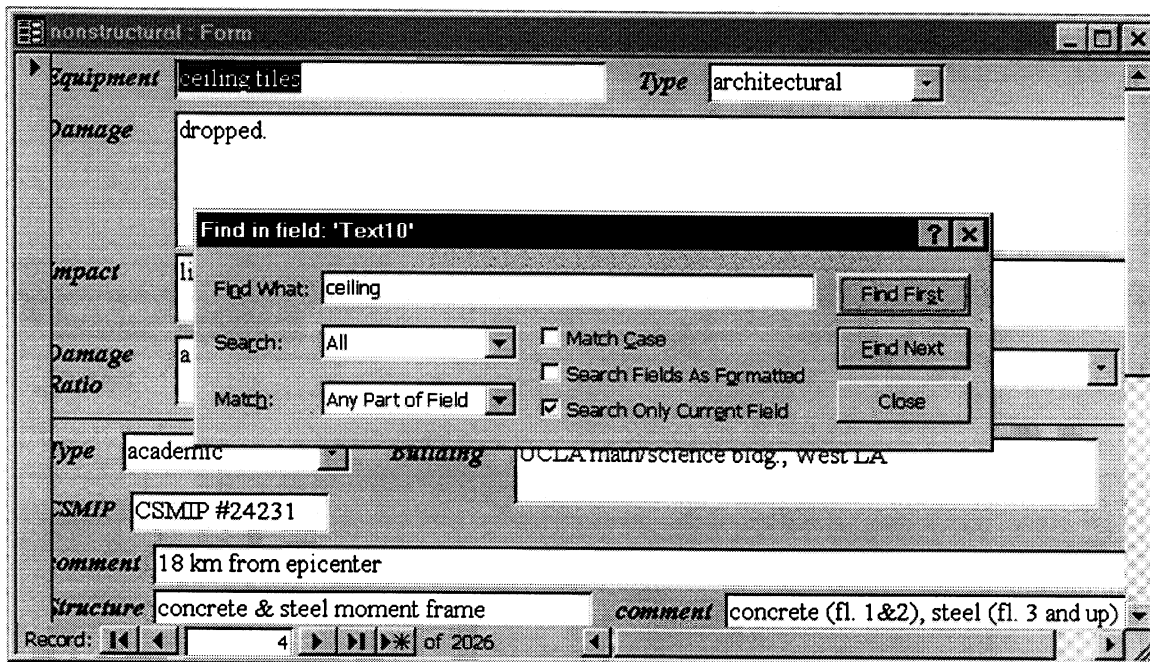 nonstructural : Form
Equipment ceiling tiles Type architectural
Damage dropped.
Find in field: 'Text10'
Impact li
Find What: ceiling Find First
Search: All Match Case Find Next
Search Fields As Formatted
Damage Ratio a
Match: Any Part of Field Search Only Current Field Close
Type academic Building UCLA math/science bldg., West LA
CSMIP CSMIP #24231
comment 18 km from epicenter
Structure concrete & steel moment frame comment concrete (fl. 1&2), steel (fl. 3 and up)
Record: 4 of 2026